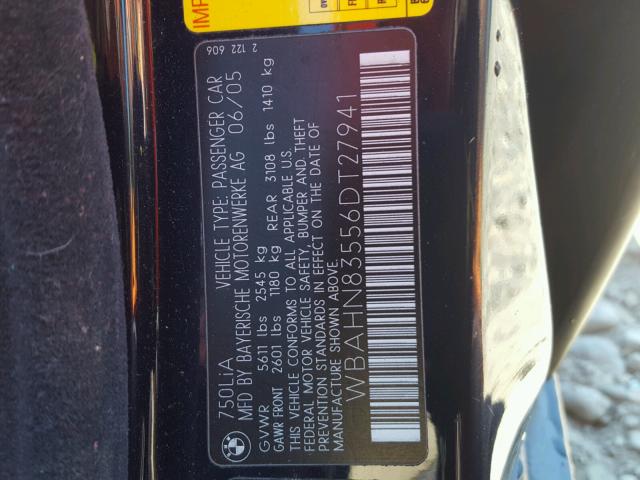 750LIA
VEHICLE TYPE: PASSENGER CAR
MFD BY BAYERISCHE MOTORENWERKE AG 06/05
2 122 606
GVWR 5611 lbs 2545 kg
GAWR FRONT 2601 lbs 1180 kg REAR 3108 lbs 1410 kg
THIS VEHICLE CONFORMS TO ALL APPLICABLE U.S.
FEDERAL MOTOR VEHICLE SAFETY, BUMPER AND THEFT
PREVENTION STANDARDS IN EFFECT ON THE DATE OF
MANUFACTURE SHOWN ABOVE.
WBAHN83556DT27941